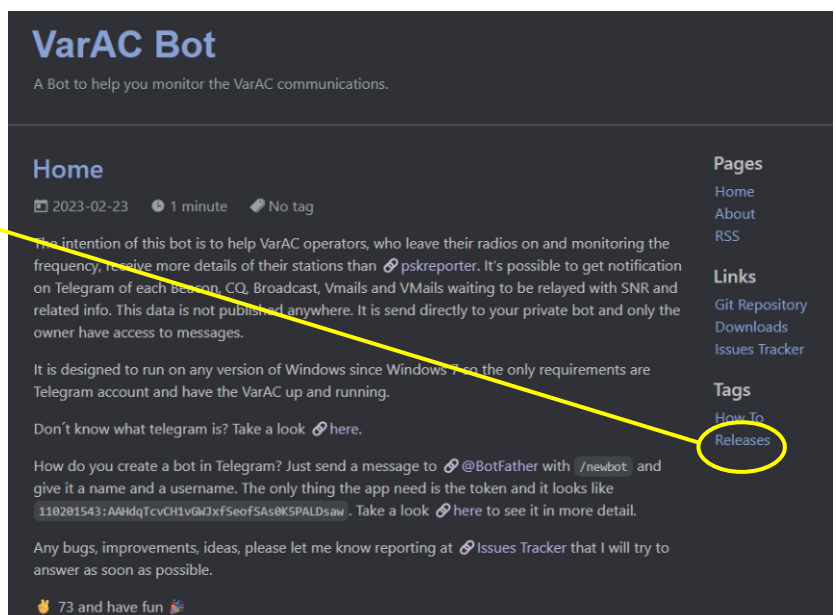 VarAC Bot
A Bot to help you monitor the VarAC communications.
Home
2023-02-23 1 minute No tag
The intention of this bot is to help VarAC operators, who leave their radios on and monitoring the
frequency, receive more details of their stations than pskreporter. It's possible to get notification
on Telegram of each Beacon, CQ, Broadcast, Vmails and VMails waiting to be relayed with SNR and
related info. This data is not published anywhere. It is send directly to your private bot and only the
owner have access to messages.
It is designed to run on any version of Windows since Windows 7 so the only requirements are
Telegram account and have the VarAC up and running.
Don´t know what telegram is? Take a look here.
How do you create a bot in Telegram? Just send a message to @BotFather with /newbot and
give it a name and a username. The only thing the app need is the token and it looks like
110201543:AAHdqTcvCH1vGWJxfSeofSAs0K5PALDsaw. Take a look here to see it in more detail.
Any bugs, improvements, ideas, please let me know reporting at Issues Tracker that I will try to
answer as soon as possible.
73 and have fun
Pages
Home
About
RSS
Links
Git Repository
Downloads
Issues Tracker
Tags
How To
Releases